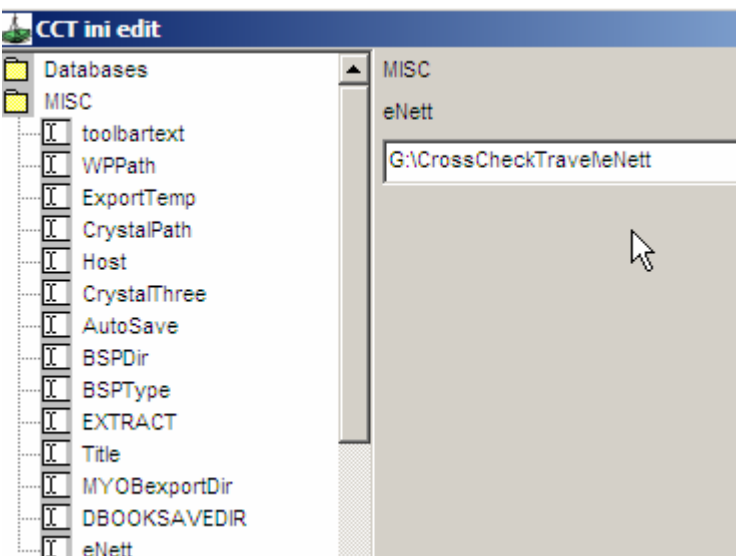 CCT ini edit
Databases
MISC
toolbartext
WPPath
ExportTemp
CrystalPath
Host
CrystalThree
AutoSave
BSPDir
BSPType
EXTRACT
Title
MYOBexportDir
DBOOKSAVEDIR
eNett
MISC
eNett
G:\CrossCheckTravel\eNett